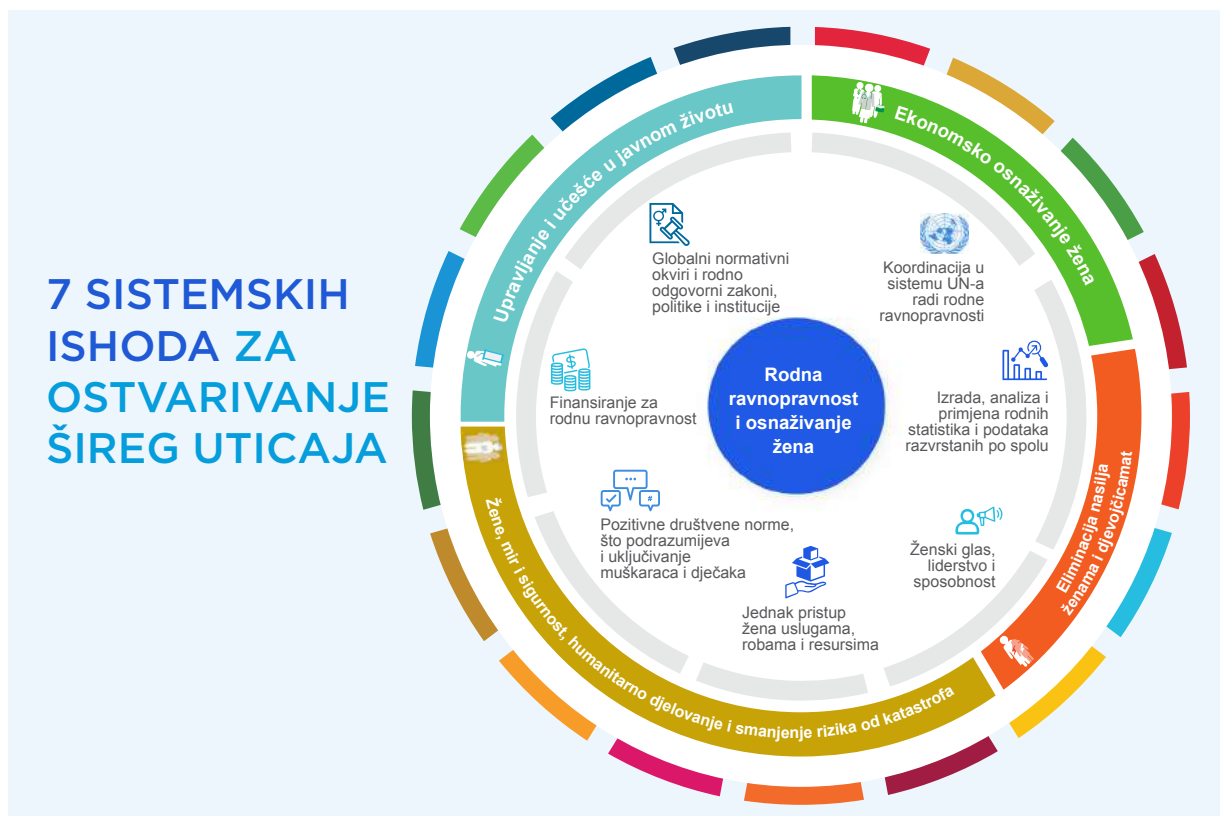 7 SISTEMSKIH
ISHODA ZA
OSTVARIVANJE
ŠIREG UTICAJA
Upravljanje i učešće u javnom životu
Ekonomsko osnaživanje žena
Eliminacija nasilja
ženama i djevojčicamat
Žene, mir i sigurnost, humanitarno djelovanje i smanjenje rizika od katastrofa
Globalni normativni
okviri i rodno
odgovorni zakoni,
politike i institucije
Koordinacija u
sistemu UN-a
radi rodne
ravnopravnosti
Izrada, analiza i
primjena rodnih
statistika i podataka
razvrstanih po spolu
Ženski glas,
liderstvo i
sposobnost
Jednak pristup
žena uslugama,
robama i resursima
Pozitivne društvene norme,
što podrazumijeva
i uključivanje
muškaraca i dječaka
Finansiranje za
rodnu ravnopravnost
Rodna
ravnopravnost
i osnaživanje
žena